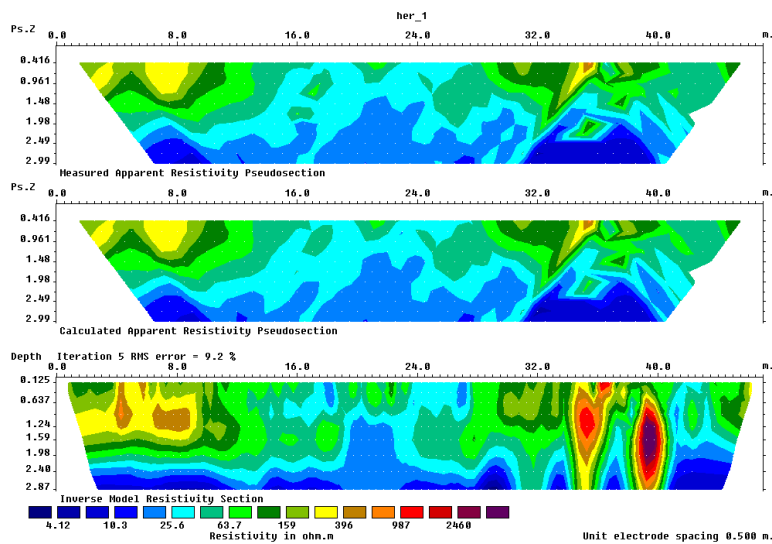 her_1
Ps.Z 0.0 8.0 16.0 24.0 32.0 40.0 m.
0.416
0.961
1.48
1.98
2.49
2.99
Measured Apparent Resistivity Pseudosection
Ps.Z 0.0 8.0 16.0 24.0 32.0 40.0 m.
0.416
0.961
1.48
1.98
2.49
2.99
Calculated Apparent Resistivity Pseudosection
Depth Iteration 5 RMS error = 9.2 %
0.0 8.0 16.0 24.0 32.0 40.0 m.
0.125
0.637
1.24
1.59
1.98
2.40
2.87
Inverse Model Resistivity Section
4.12 10.3 25.6 63.7 159 396 987 2460
Resistivity in ohm.m Unit electrode spacing 0.500 m.